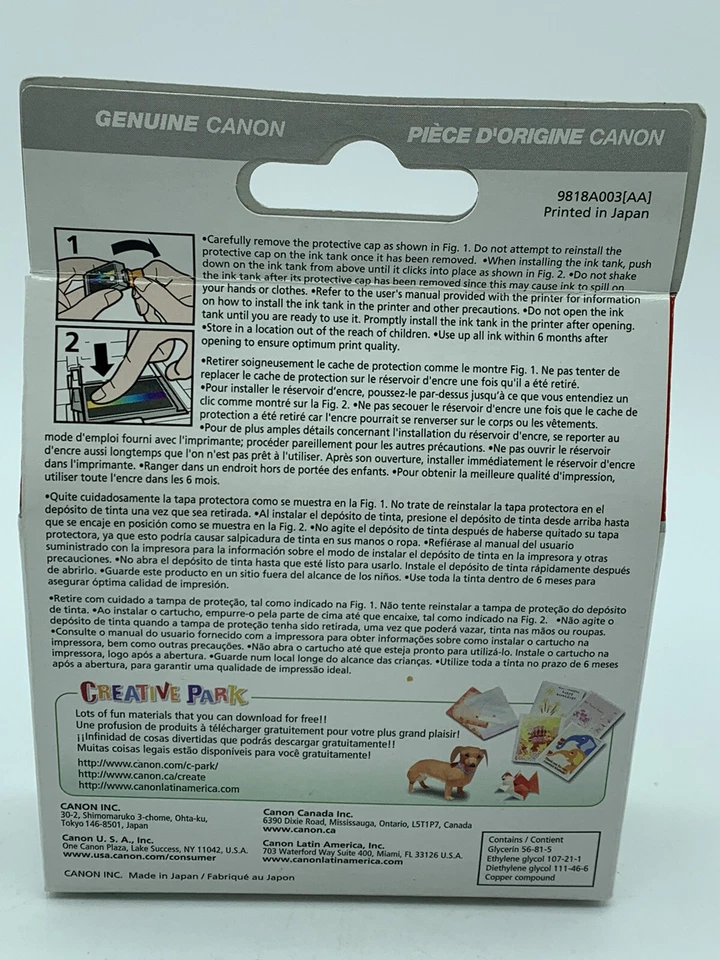 GENUINE CANON
PIÈCE D'ORIGINE CANON
9818A003[AA]
Printed in Japan
1
2
•Carefully remove the protective cap as shown in Fig. 1. Do not attempt to reinstall the
protective cap on the ink tank once it has been removed. •When installing the ink tank, push
down on the ink tank from above until it clicks into place as shown in Fig. 2. •Do not shake
the ink tank after its protective cap has been removed since this may cause ink to spill on
your hands or clothes. •Refer to the user's manual provided with the printer for information
on how to install the ink tank in the printer and other precautions. •Do not open the ink
tank until you are ready to use it. Promptly install the ink tank in the printer after opening.
•Store in a location out of the reach of children. •Use up all ink within 6 months after
opening to ensure optimum print quality.
•Retirer soigneusement le cache de protection comme le montre Fig. 1. Ne pas tenter de
replacer le cache de protection sur le réservoir d'encre une fois qu'il a été retiré.
•Pour installer le réservoir d'encre, poussez-le par-dessus jusqu'à ce que vous entendiez un
clic comme montré sur la Fig. 2. •Ne pas secouer le réservoir d'encre une fois que le cache de
protection a été retiré car l'encre pourrait se renverser sur le corps ou les vêtements.
•Pour de plus amples détails concernant l'installation du réservoir d'encre, se reporter au
mode d'emploi fourni avec l'imprimante; procéder pareillement pour les autres précautions. •Ne pas ouvrir le réservoir
d'encre aussi longtemps que l'on n'est pas prêt à l'utiliser. Après son ouverture, installer immédiatement le réservoir d'encre
dans l'imprimante. •Ranger dans un endroit hors de portée des enfants. •Pour obtenir la meilleure qualité d'impression,
utiliser toute l'encre dans les 6 mois.
•Quite cuidadosamente la tapa protectora como se muestra en la Fig. 1. No trate de reinstalar la tapa protectora en el
depósito de tinta una vez que sea retirada. •Al instalar el depósito de tinta, presione el depósito de tinta desde arriba hasta
que se encaje en posición como se muestra en la Fig. 2. •No agite el depósito de tinta después de haberse quitado su tapa
protectora, ya que esto podría causar salpicadura de tinta en sus manos o ropa. •Refiérase al manual del usuario
suministrado con la impresora para la información sobre el modo de instalar el depósito de tinta en la impresora y otras
precauciones. •No abra el depósito de tinta hasta que esté listo para usarlo. Instale el depósito de tinta rápidamente después
de abrirlo. •Guarde este producto en un sitio fuera del alcance de los niños. •Use toda la tinta dentro de 6 meses para
asegurar óptima calidad de impresión.
•Retire com cuidado a tampa de proteção, tal como indicado na Fig. 1. Não tente reinstalar a tampa de proteção do depósito
de tinta. •Ao instalar o cartucho, empurre-o pela parte de cima até que encaixe, tal como indicado na Fig. 2. •Não agite o
depósito de tinta quando a tampa de proteção tenha sido retirada, uma vez que poderá vazar, tinta nas mãos ou roupas.
•Consulte o manual do usuario fornecido com a impressora para obter informações sobre como instalar o cartucho na
impressora, bem como outras precauções. •Não abra o cartucho até que esteja pronto para utilizá-lo. Instale o cartucho na
impressora, logo após a abertura. •Guarde num local longe do alcance das crianças. •Utilize toda a tinta no prazo de 6 meses
após a abertura, para garantir uma qualidade de impressão ideal.
CREATIVE PARK
Lots of fun materials that you can download for free!!
Une profusion de produits à télécharger gratuitement pour votre plus grand plaisir!
¡¡Infinidad de cosas divertidas que podrás descargar gratuitamente!!
Muitas coisas legais estão disponíveis para você gratuitamente!
http://www.canon.com/c-park/
http://www.canon.ca/create
http://www.canonlatinamerica.com
CANON INC.
30-2, Shimomaruko 3-chome, Ohta-ku,
Tokyo 146-8501, Japan
Canon U. S. A., Inc.
One Canon Plaza, Lake Success, NY 11042, U.S.A.
www.usa.canon.com/consumer
Canon Canada Inc.
6390 Dixie Road, Mississauga, Ontario, L5T1P7, Canada
www.canon.ca
Canon Latin America, Inc.
703 Waterford Way Suite 400, Miami, FL 33126 U.S.A.
www.canonlatinamerica.com
Contains / Contient
Glycerin 56-81-5
Ethylene glycol 107-21-1
Diethylene glycol 111-46-6
Copper compound
CANON INC. Made in Japan / Fabriqué au Japon